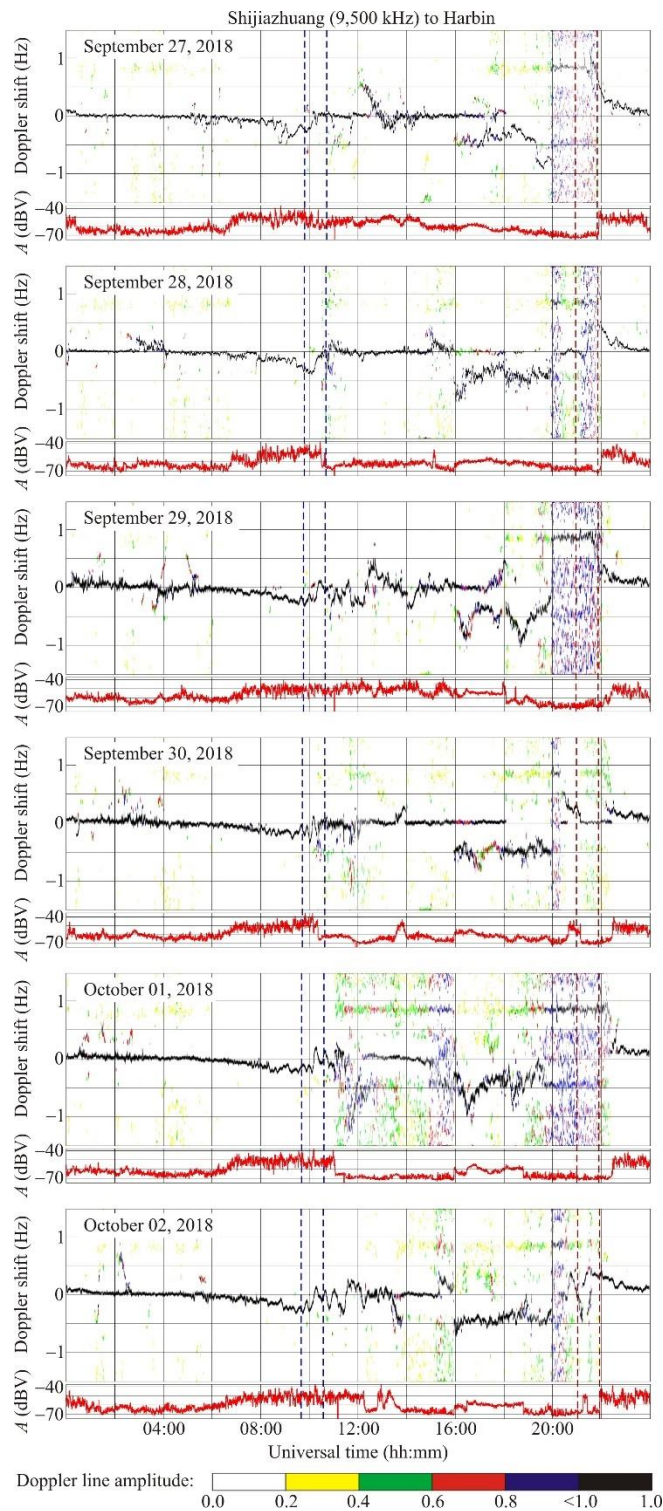 Shijiazhuang (9,500 kHz) to Harbin
September 27, 2018
Doppler shift (Hz)
1
0
−1
A (dBV)
−40
−70
September 28, 2018
Doppler shift (Hz)
1
0
−1
A (dBV)
−40
−70
September 29, 2018
Doppler shift (Hz)
1
0
−1
A (dBV)
−40
−70
September 30, 2018
Doppler shift (Hz)
1
0
−1
A (dBV)
−40
−70
October 01, 2018
Doppler shift (Hz)
1
0
−1
A (dBV)
−40
−70
October 02, 2018
Doppler shift (Hz)
1
0
−1
A (dBV)
−40
−70
04:00 08:00 12:00 16:00 20:00
Universal time (hh:mm)
Doppler line amplitude:
0.0 0.2 0.4 0.6 0.8 <1.0 1.0